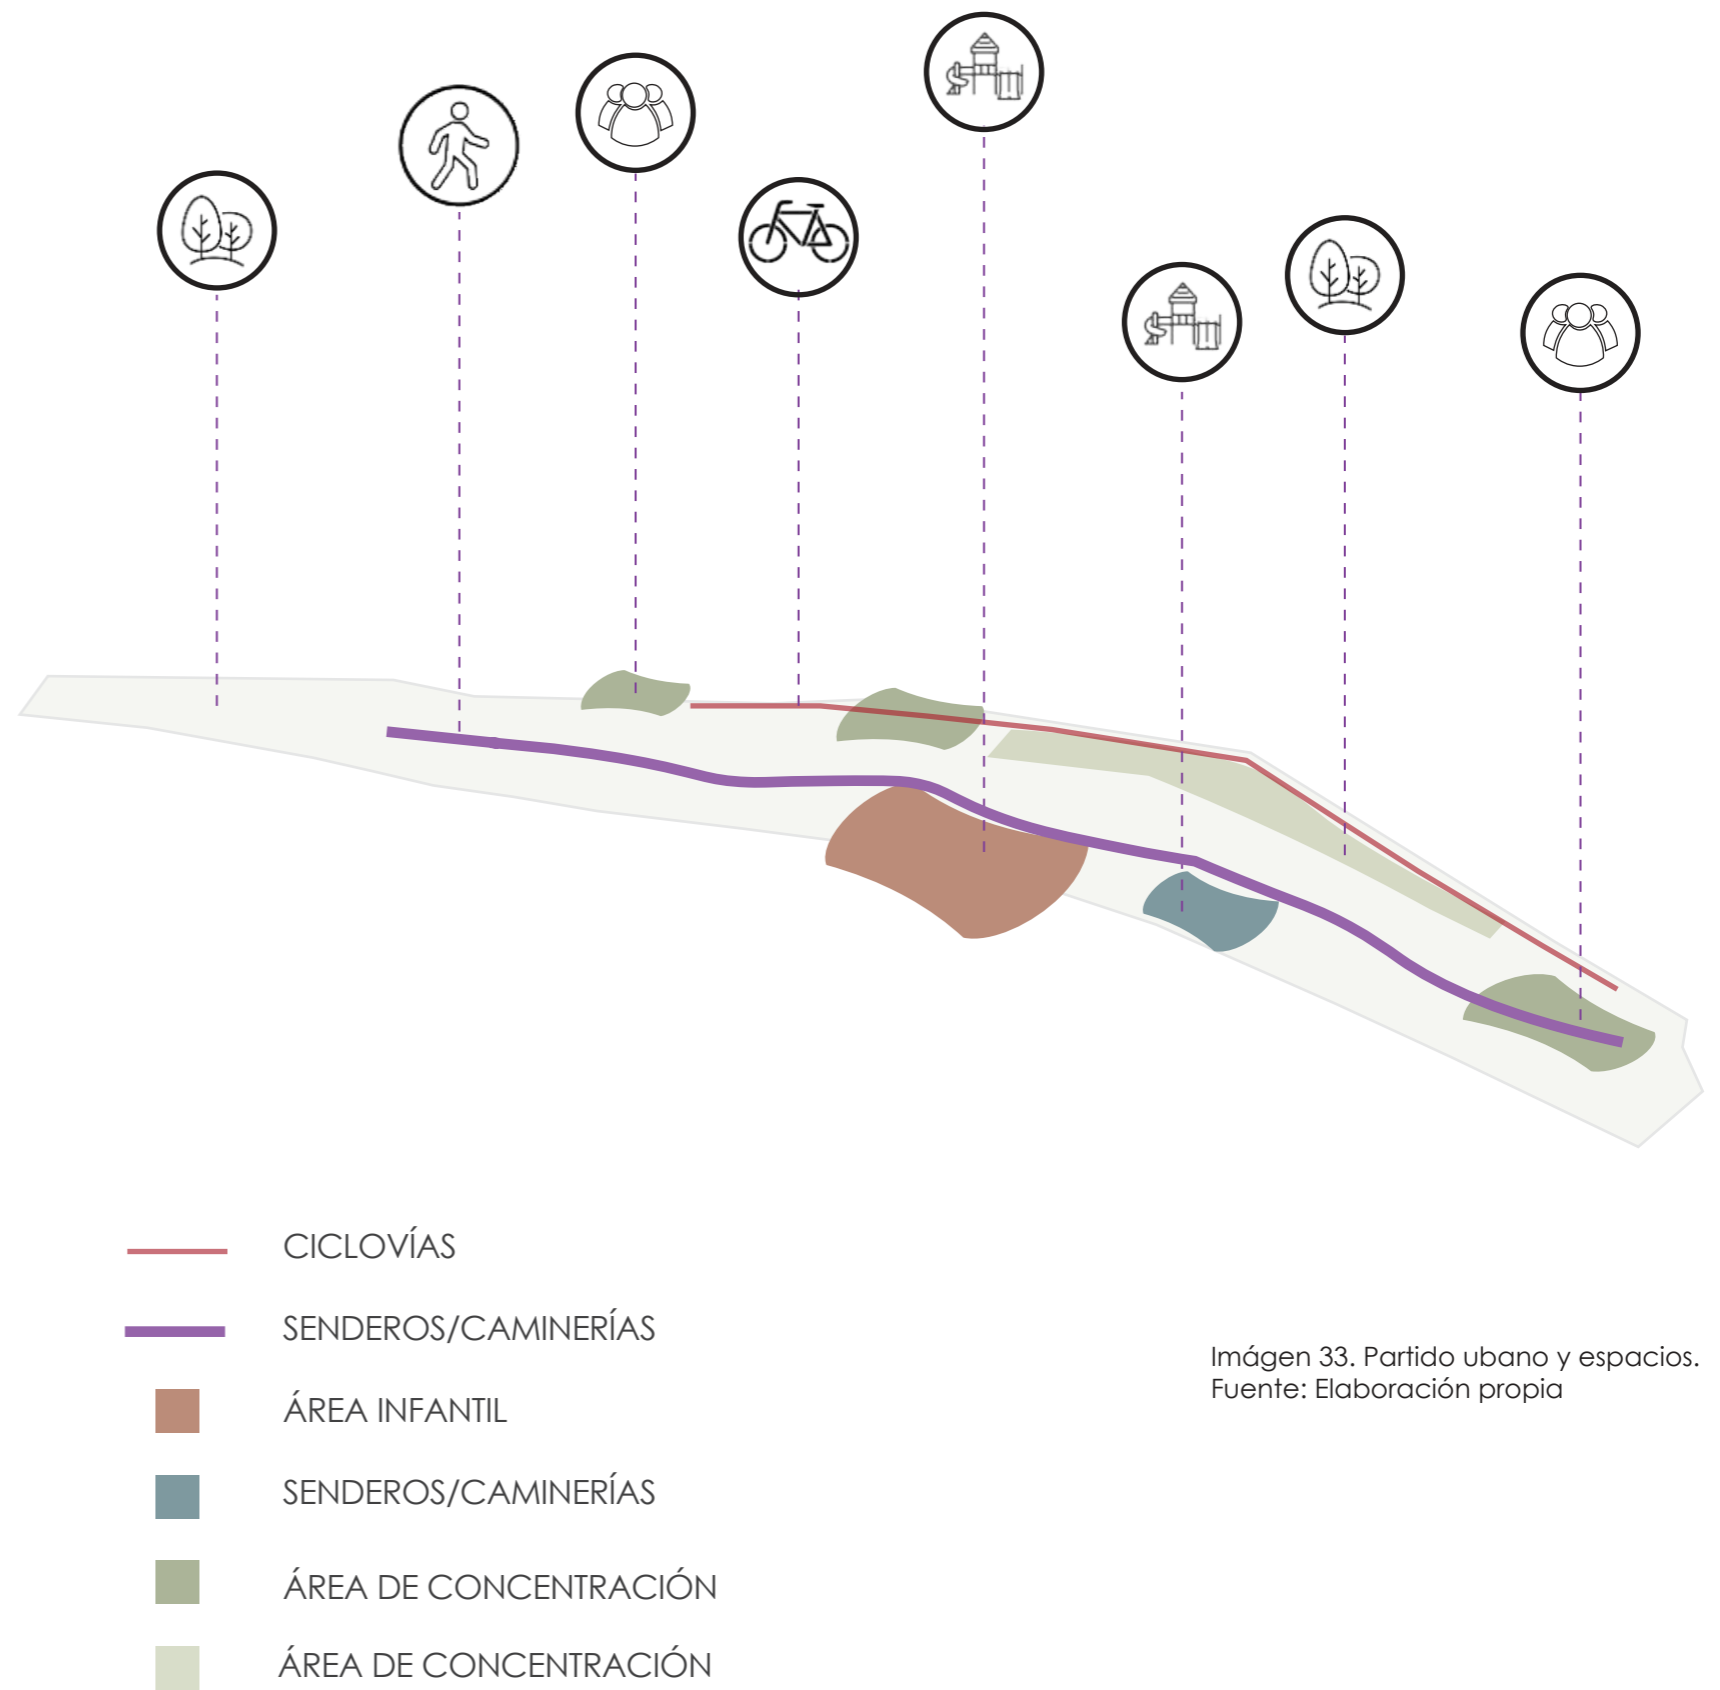 CICLOVÍAS
SENDEROS/CAMINERÍAS
ÁREA INFANTIL
SENDEROS/CAMINERÍAS
ÁREA DE CONCENTRACIÓN
ÁREA DE CONCENTRACIÓN
Imágen 33. Partido ubano y espacios.
Fuente: Elaboración propia